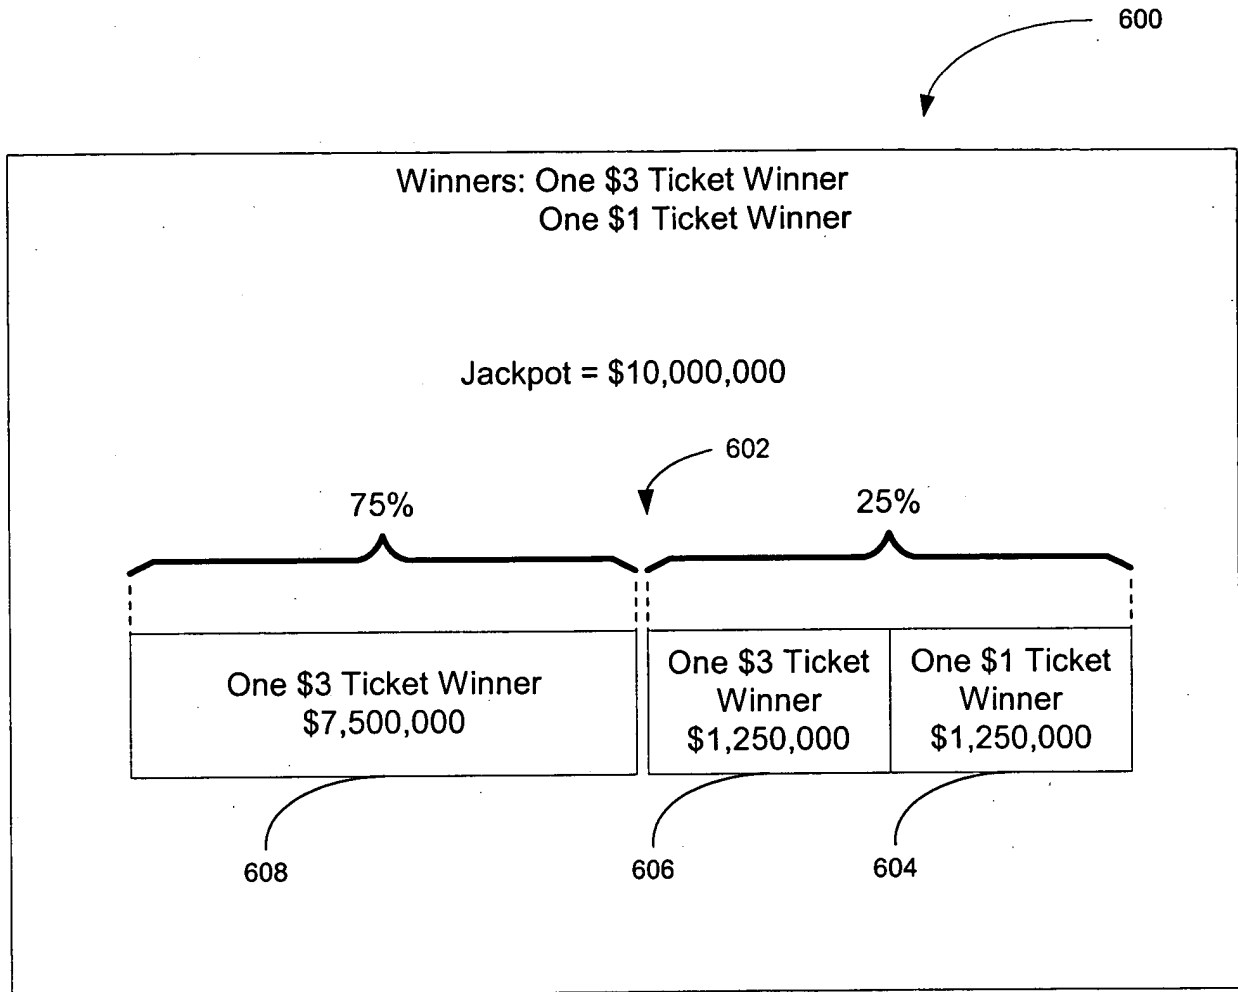 600
Winners: One $3 Ticket Winner
One $1 Ticket Winner
Jackpot = $10,000,000
602
75%
25%
One $3 Ticket Winner
$7,500,000
One $3 Ticket
Winner
$1,250,000
One $1 Ticket
Winner
$1,250,000
608
606
604